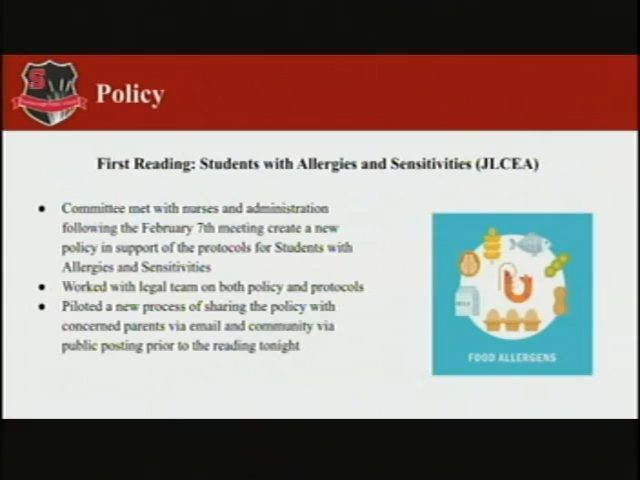 S
Policy
First Reading: Students with Allergies and Sensitivities (JLCEA)
Committee met with nurses and administration
following the February 7th meeting create a new
policy in support of the protocols for Students with
Allergies and Sensitivities
Worked with legal team on both policy and protocols
Piloted a new process of sharing the policy with
concerned parents via email and community via
public posting prior to the reading tonight
MILK
FOOD ALLERGENS